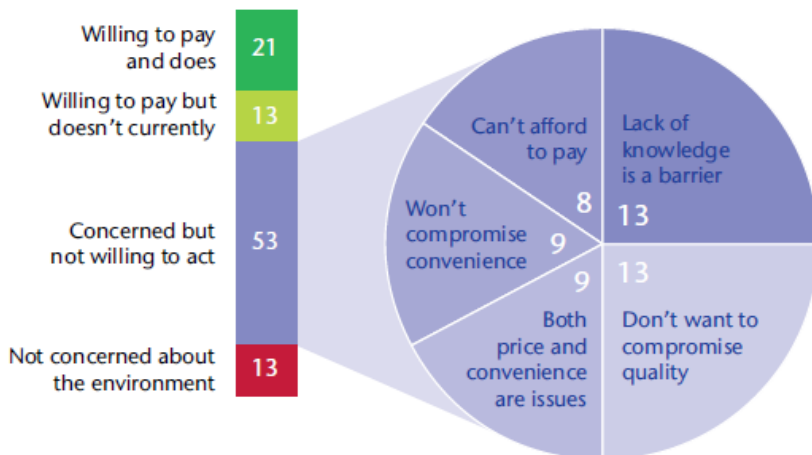 Willing to pay
and does
21
Willing to pay but
doesn't currently
13
Concerned but
not willing to act
53
Not concerned about
the environment
13
Can't afford
to pay
8
Lack of
knowledge
is a barrier
13
Won't
compromise
convenience
9
9
Both
price and
convenience
are issues
13
Don't want to
compromise
quality